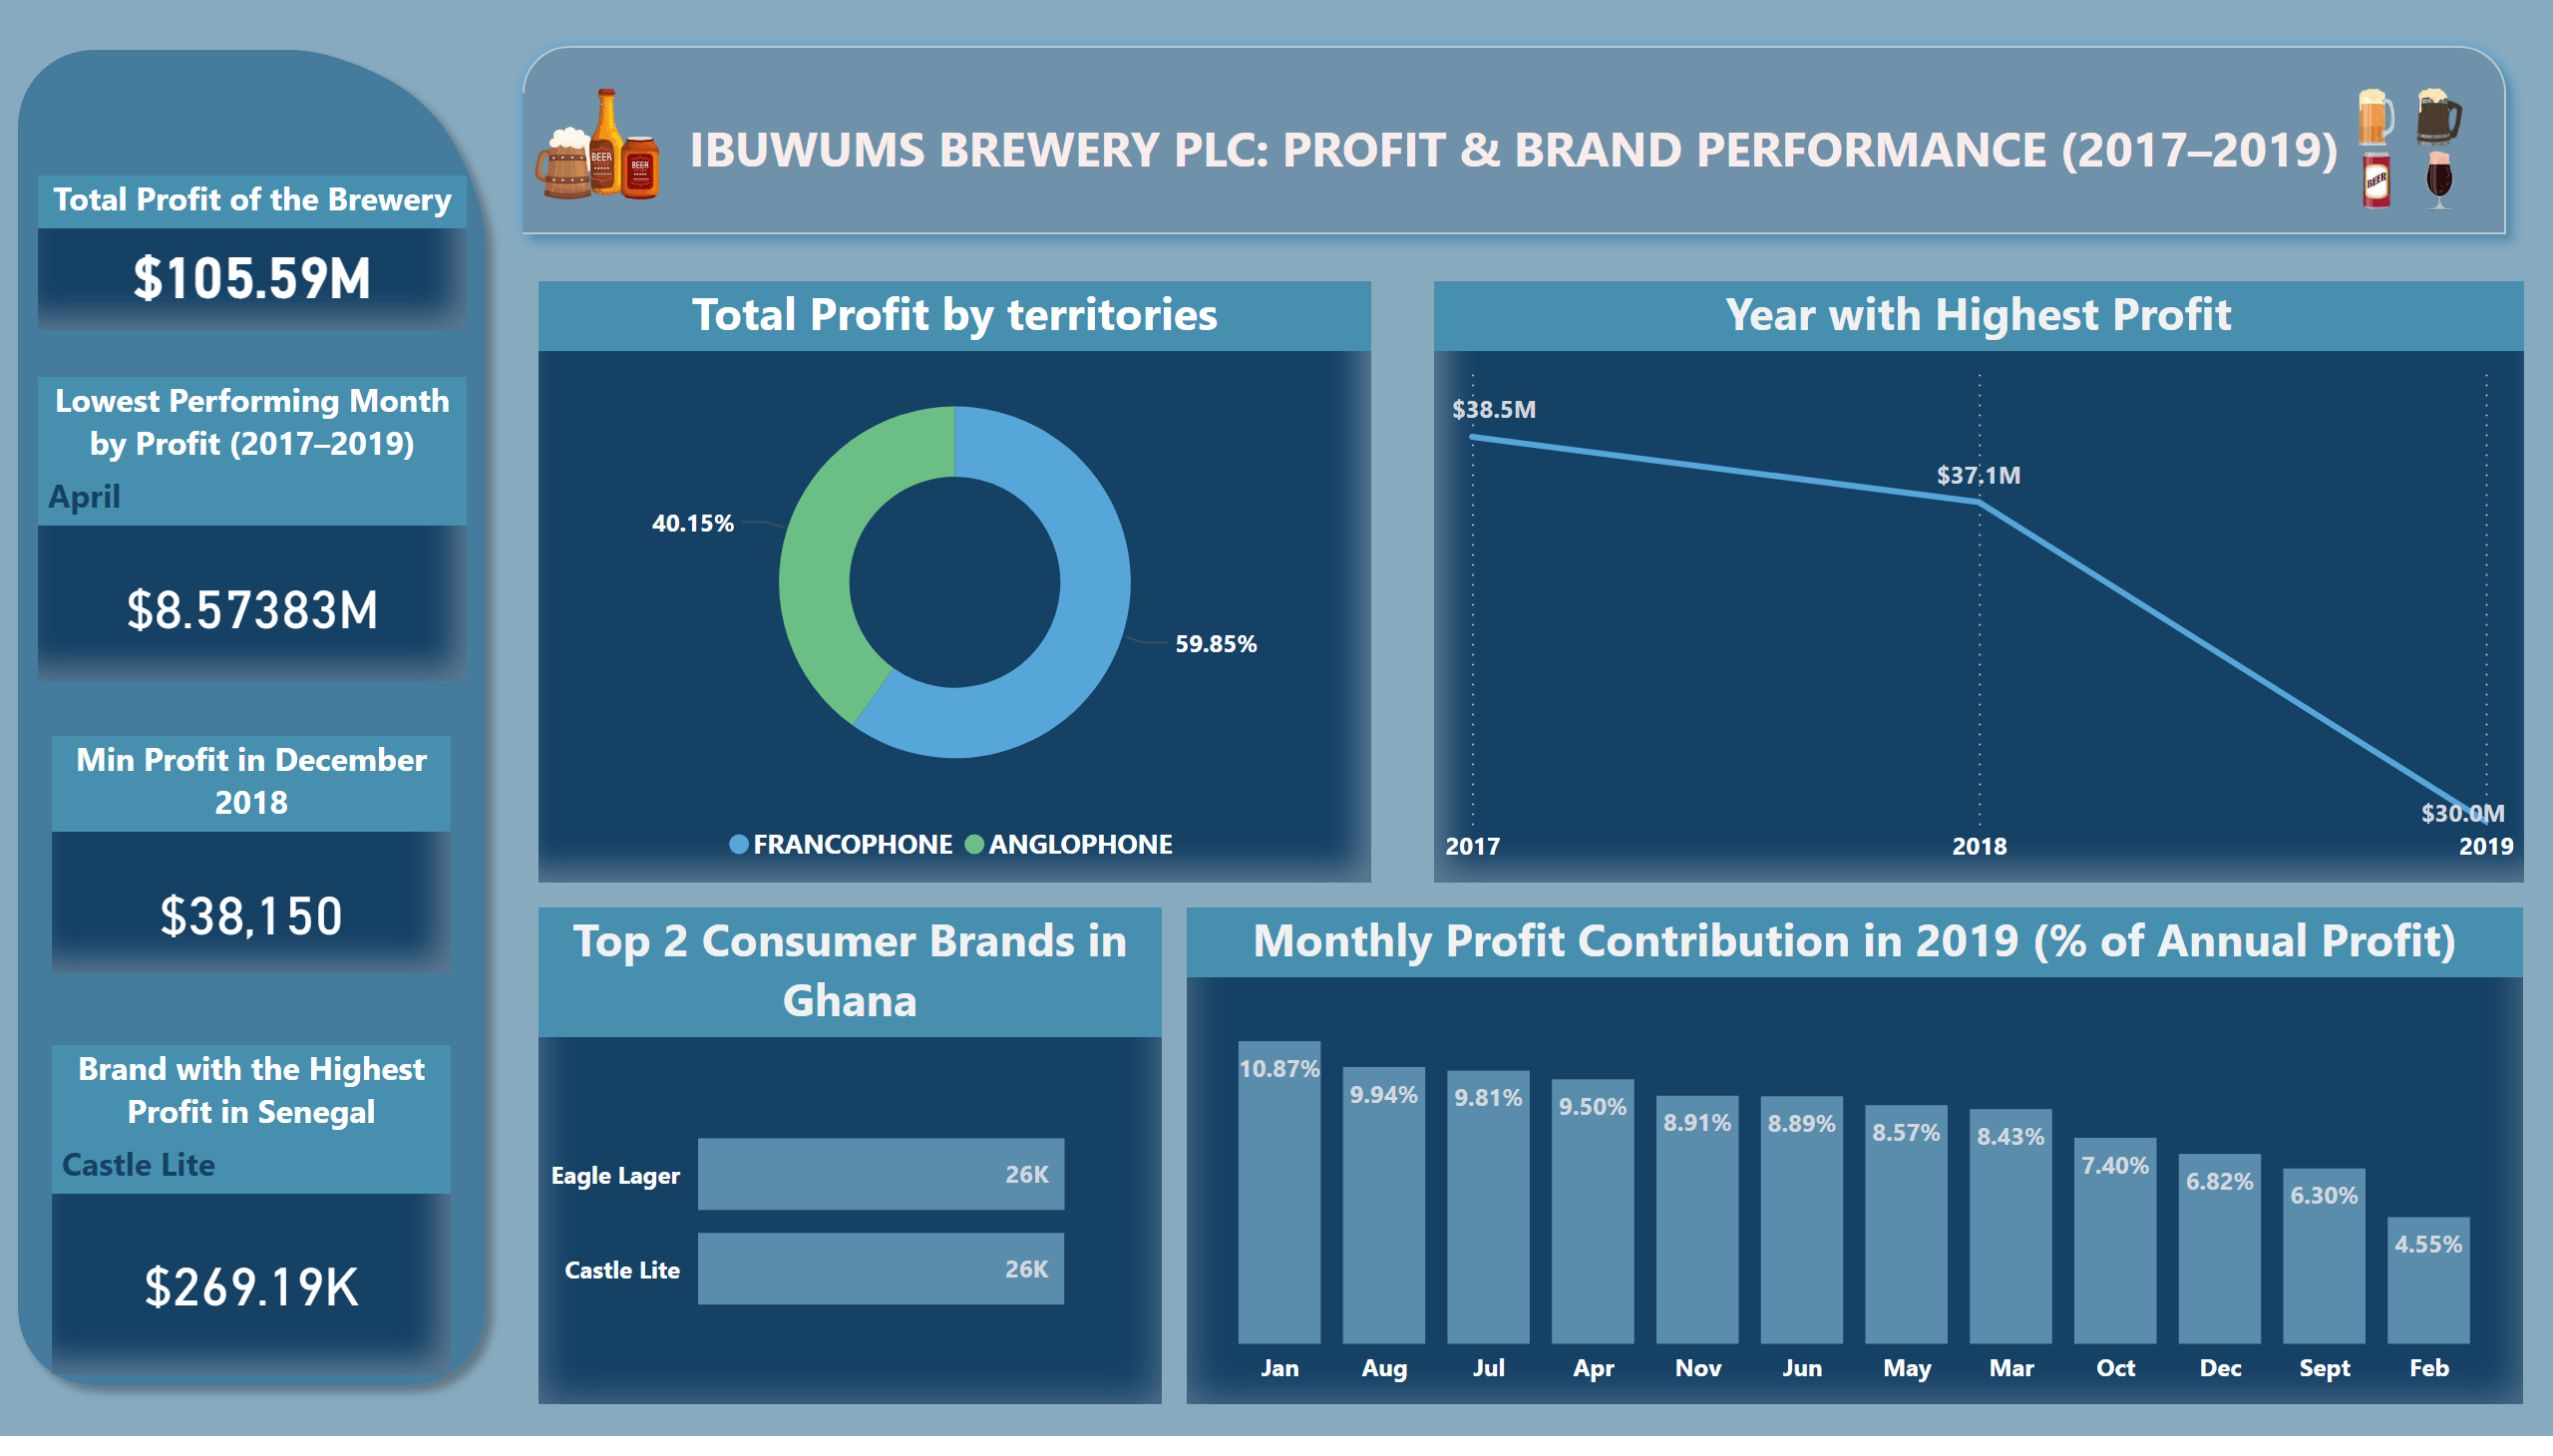 IBUWUMS BREWERY PLC: PROFIT & BRAND PERFORMANCE (2017–2019)
BEER
BEER
BEER
Total Profit of the Brewery
$105.59M
Lowest Performing Month
by Profit (2017–2019)
April
$8.57383M
Min Profit in December
2018
$38,150
Brand with the Highest
Profit in Senegal
Castle Lite
$269.19K
Total Profit by territories
40.15%
59.85%
FRANCOPHONE ANGLOPHONE
Year with Highest Profit
$38.5M
$37.1M
$30.0M
2017 2018 2019
Top 2 Consumer Brands in
Ghana
Eagle Lager 26K
Castle Lite 26K
Monthly Profit Contribution in 2019 (% of Annual Profit)
10.87% 9.94% 9.81% 9.50% 8.91% 8.89% 8.57% 8.43% 7.40% 6.82% 6.30% 4.55%
Jan Aug Jul Apr Nov Jun May Mar Oct Dec Sept Feb